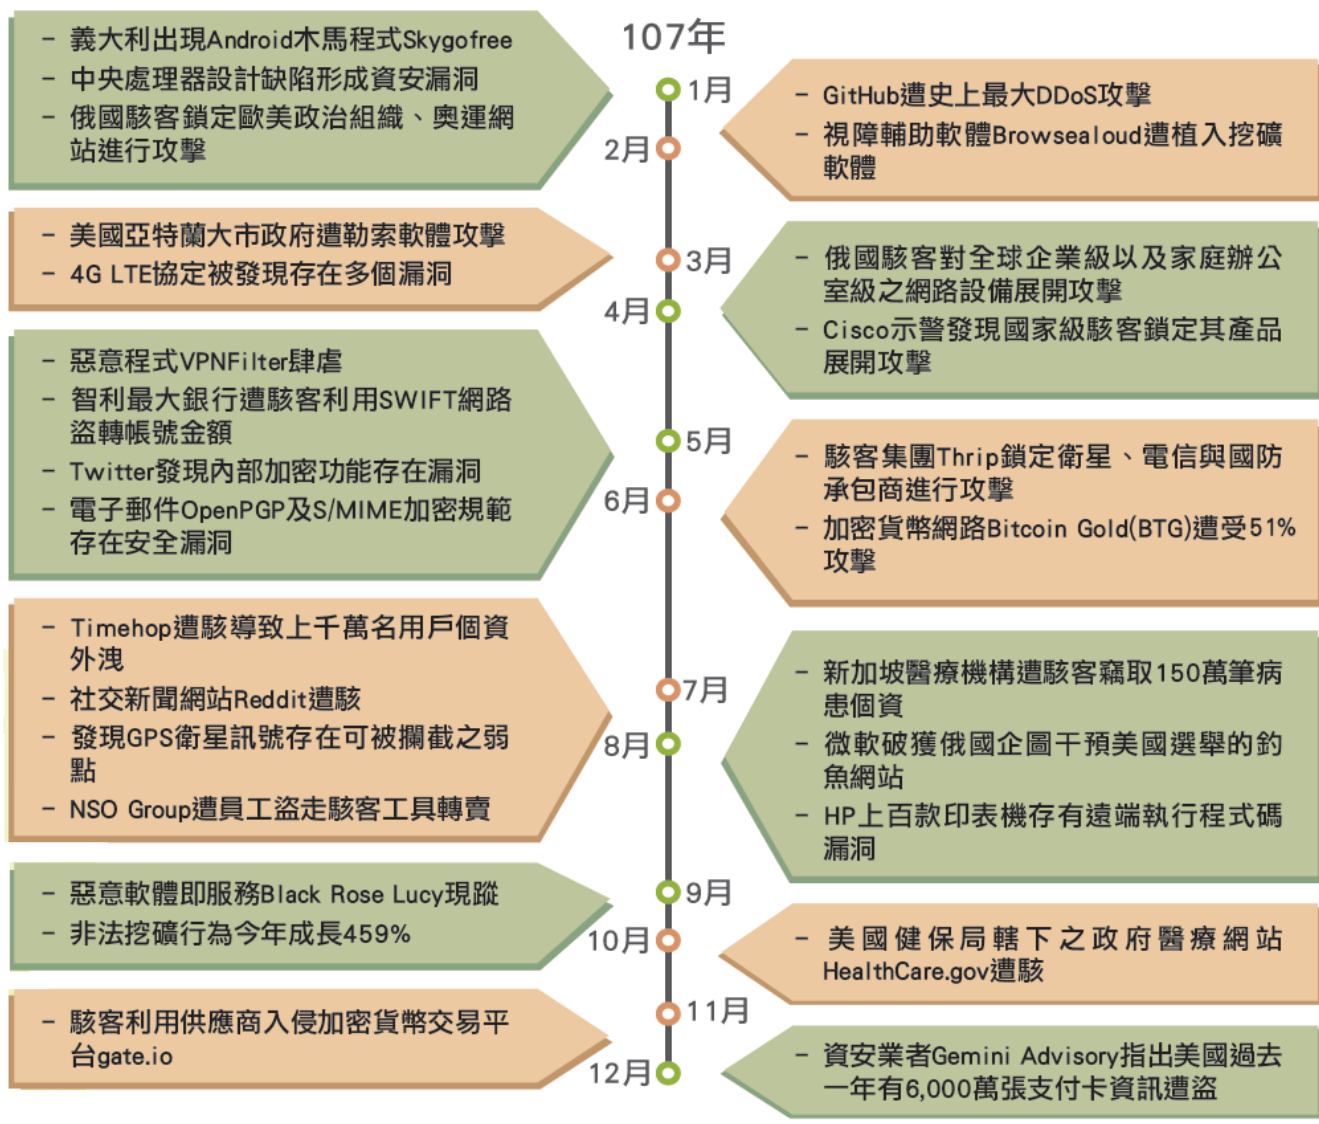 107年
1月
– 義大利出現Android木馬程式Skygofree
– 中央處理器設計缺陷形成資安漏洞
– 俄國駭客鎖定歐美政治組織、奧運網
站進行攻擊
2月
– GitHub遭史上最大DDoS攻擊
– 視障輔助軟體Browsealoud遭植入挖礦
軟體
3月
– 美國亞特蘭大市政府遭勒索軟體攻擊
– 4G LTE協定被發現存在多個漏洞
4月
– 俄國駭客對全球企業級以及家庭辦公
室級之網路設備展開攻擊
– Cisco示警發現國家級駭客鎖定其產品
展開攻擊
5月
– 惡意程式VPNFilter肆虐
– 智利最大銀行遭駭客利用SWIFT網路
盜轉帳號金額
– Twitter發現內部加密功能存在漏洞
– 電子郵件OpenPGP及S/MIME加密規範
存在安全漏洞
6月
– 駭客集團Thrip鎖定衛星、電信與國防
承包商進行攻擊
– 加密貨幣網路Bitcoin Gold(BTG)遭受51%
攻擊
7月
– Timehop遭駭導致上千萬名用戶個資
外洩
– 社交新聞網站Reddit遭駭
– 發現GPS衛星訊號存在可被攔截之弱
點
– NSO Group遭員工盜走駭客工具轉賣
8月
– 新加坡醫療機構遭駭客竊取150萬筆病
患個資
– 微軟破獲俄國企圖干預美國選舉的釣
魚網站
– HP上百款印表機存有遠端執行程式碼
漏洞
9月
– 惡意軟體即服務Black Rose Lucy現蹤
– 非法挖礦行為今年成長459%
10月
– 美國健保局轄下之政府醫療網站
HealthCare.gov遭駭
11月
– 駭客利用供應商入侵加密貨幣交易平
台gate.io
12月
– 資安業者Gemini Advisory指出美國過去
一年有6,000萬張支付卡資訊遭盜